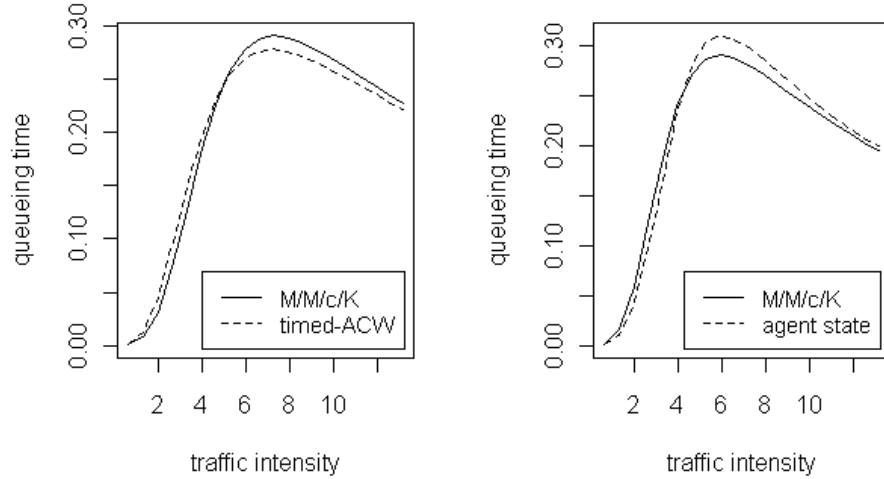 0.30
0.20
0.10
0.00
queueing time
M/M/c/K
timed-ACW
2 4 6 8 10
traffic intensity
0.30
0.20
0.10
0.00
queueing time
M/M/c/K
agent state
2 4 6 8 10
traffic intensity